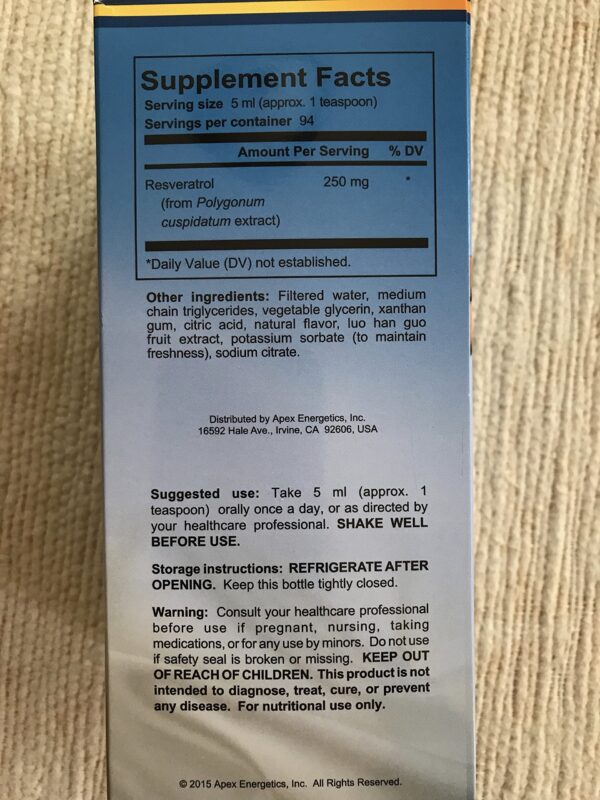 Supplement Facts
Serving size 5 ml (approx. 1 teaspoon)
Servings per container 94
Amount Per Serving % DV
Resveratrol 250 mg *
(from Polygonum
cuspidatum extract)
*Daily Value (DV) not established.
Other ingredients: Filtered water, medium
chain triglycerides, vegetable glycerin, xanthan
gum, citric acid, natural flavor, luo han guo
fruit extract, potassium sorbate (to maintain
freshness), sodium citrate.
Distributed by Apex Energetics, Inc.
16592 Hale Ave., Irvine, CA 92606, USA
Suggested use: Take 5 ml (approx. 1
teaspoon) orally once a day, or as directed by
your healthcare professional. SHAKE WELL
BEFORE USE.
Storage instructions: REFRIGERATE AFTER
OPENING. Keep this bottle tightly closed.
Warning: Consult your healthcare professional
before use if pregnant, nursing, taking
medications, or for any use by minors. Do not use
if safety seal is broken or missing. KEEP OUT
OF REACH OF CHILDREN. This product is not
intended to diagnose, treat, cure, or prevent
any disease. For nutritional use only.
© 2015 Apex Energetics, Inc. All Rights Reserved.